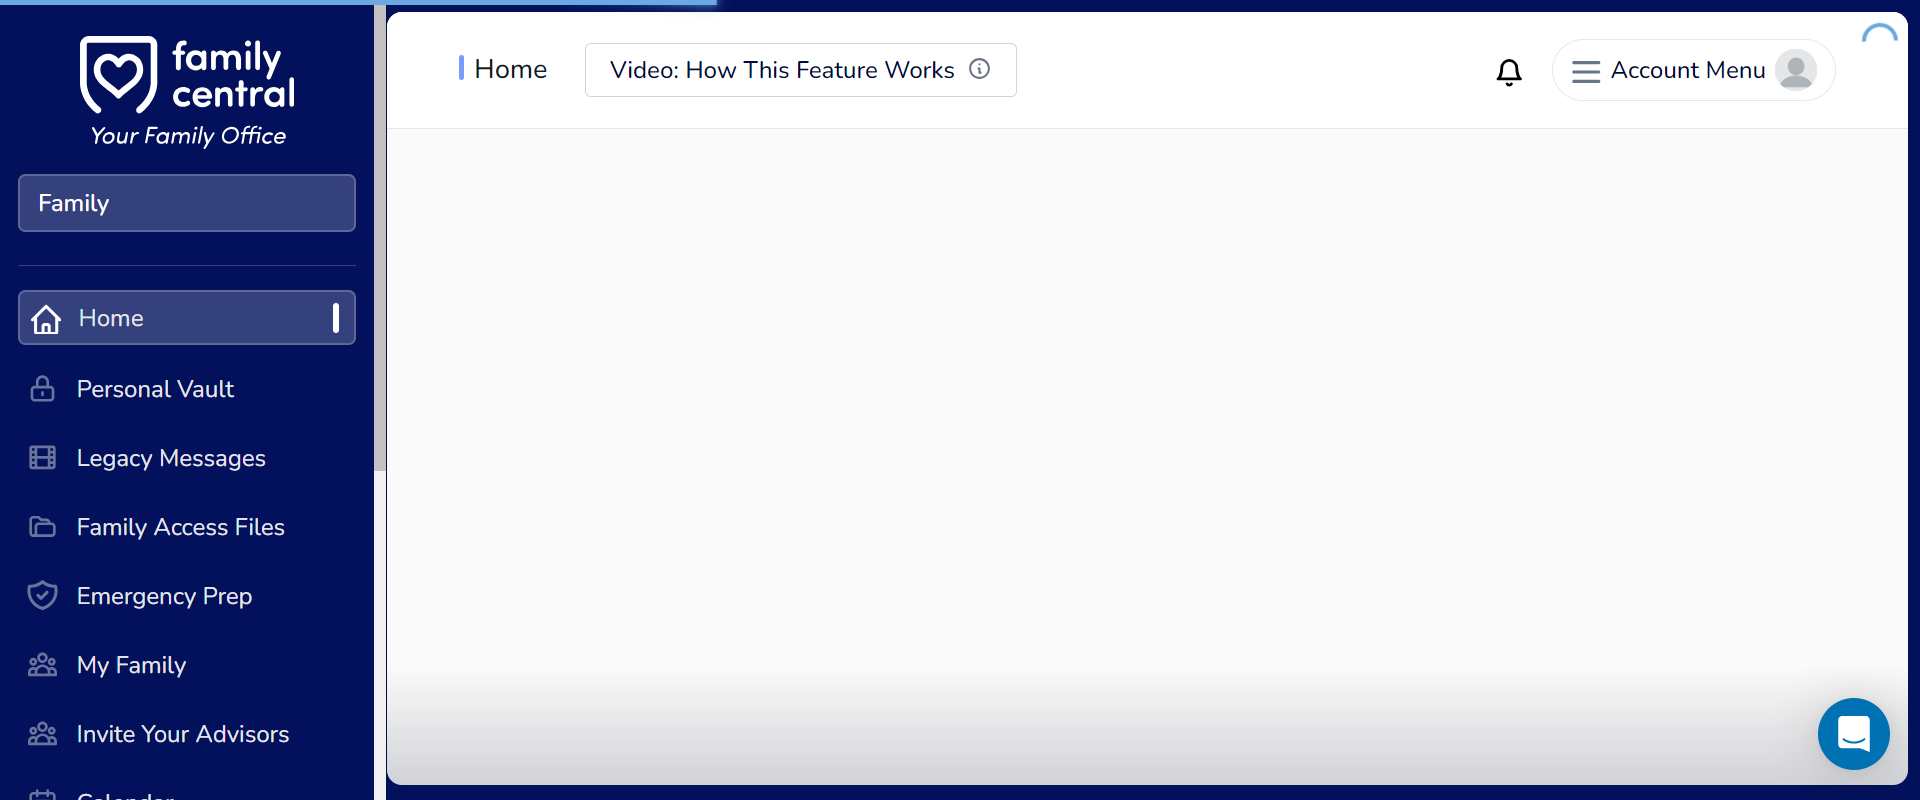 family
central
Your Family Office
Family
Home
Personal Vault
Legacy Messages
Family Access Files
Emergency Prep
My Family
Invite Your Advisors
Calendar
Home
Video: How This Feature Works
Account Menu